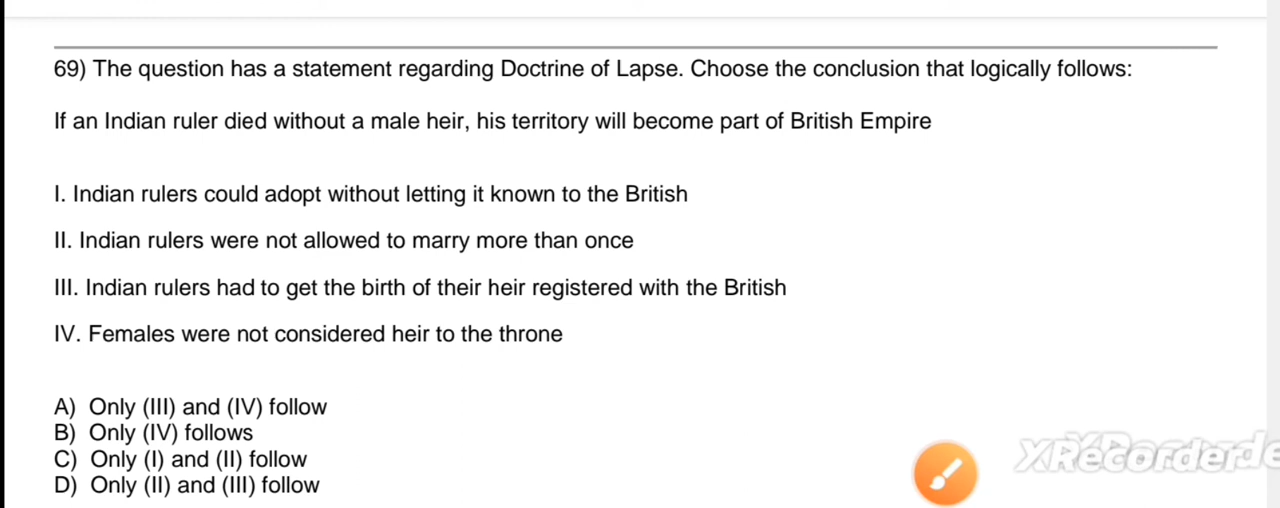 69) The question has a statement regarding Doctrine of Lapse. Choose the conclusion that logically follows:
If an Indian ruler died without a male heir, his territory will become part of British Empire
I. Indian rulers could adopt without letting it known to the British
II. Indian rulers were not allowed to marry more than once
III. Indian rulers had to get the birth of their heir registered with the British
IV. Females were not considered heir to the throne
A) Only (III) and (IV) follow
B) Only (IV) follows
C) Only (I) and (II) follow
D) Only (II) and (III) follow